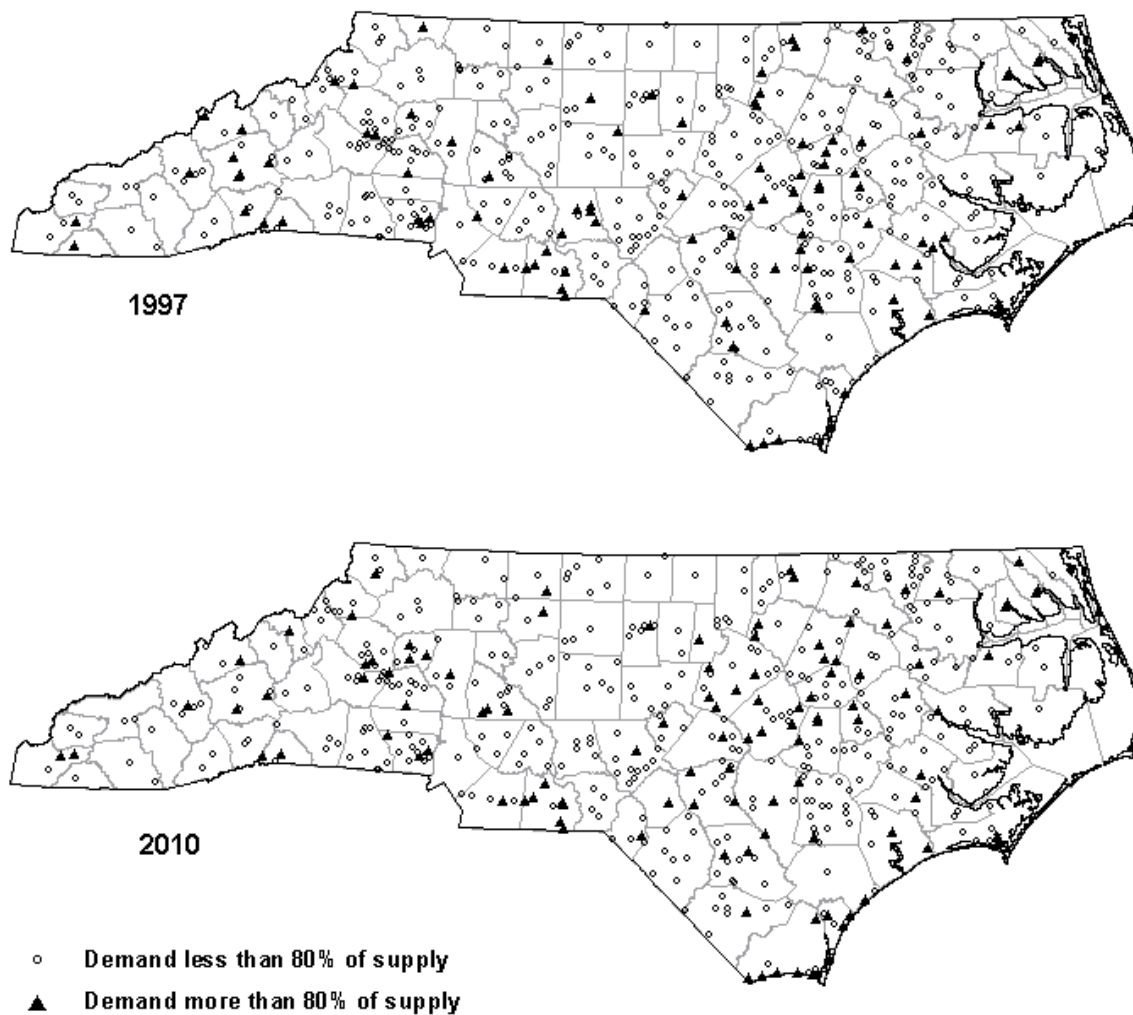 1997
2010
Demand less than 80% of supply
Demand more than 80% of supply